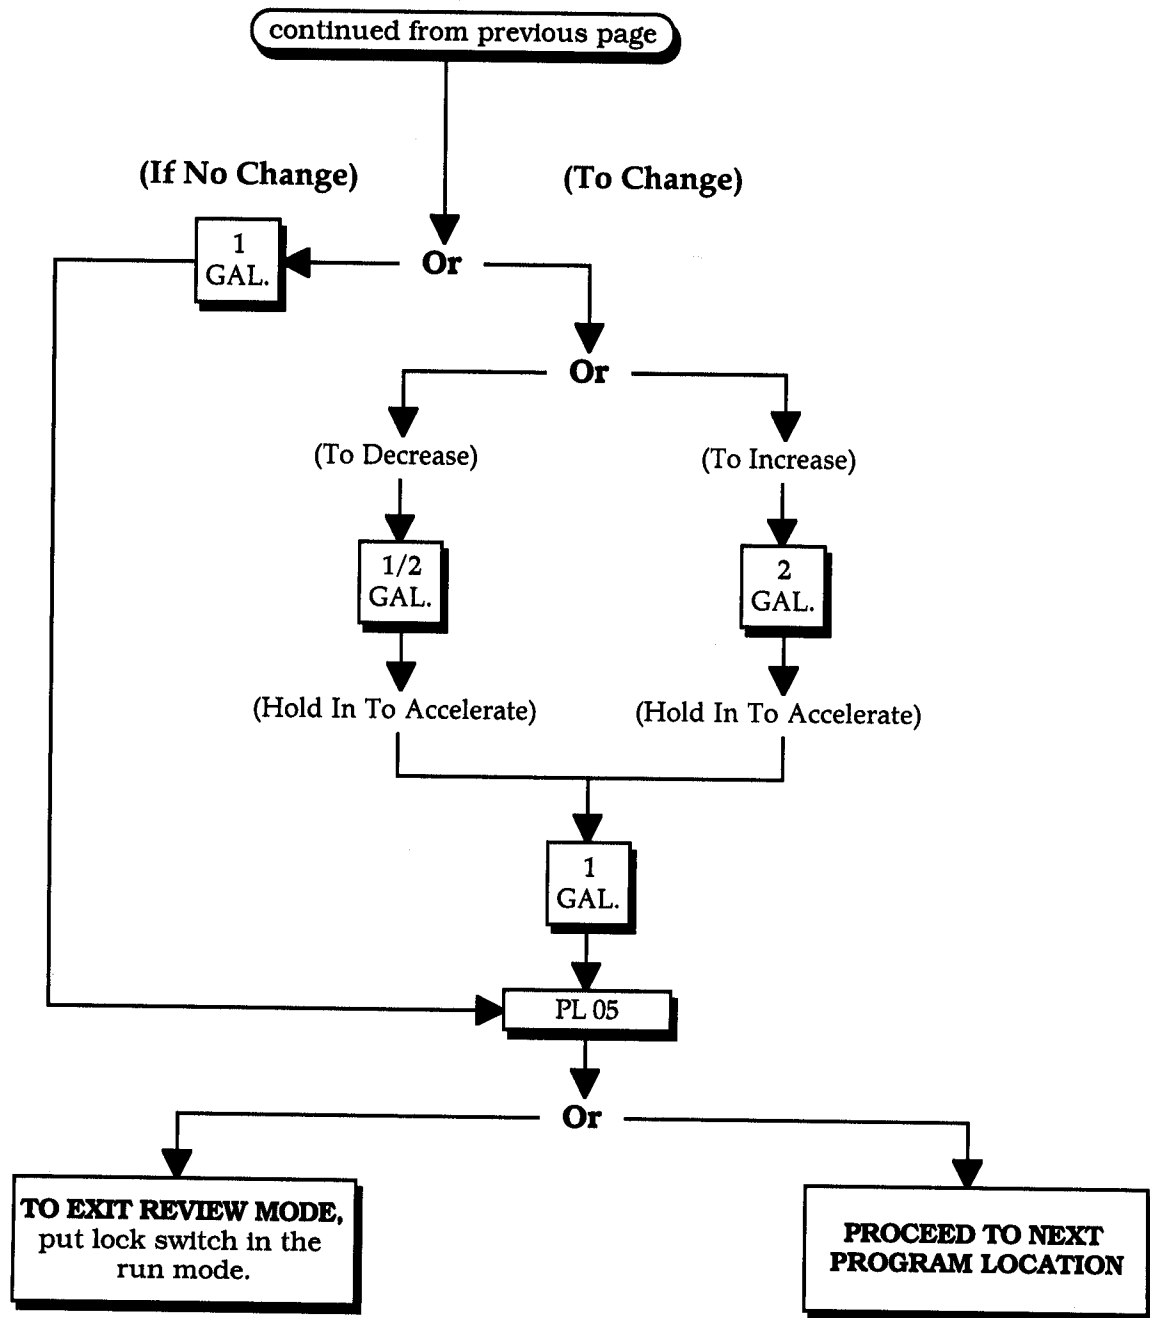 continued from previous page
(If No Change)
(To Change)
1
GAL.
Or
Or
(To Decrease)
(To Increase)
1/2
GAL.
2
GAL.
(Hold In To Accelerate)
(Hold In To Accelerate)
1
GAL.
PL 05
Or
TO EXIT REVIEW MODE,
put lock switch in the
run mode.
PROCEED TO NEXT
PROGRAM LOCATION